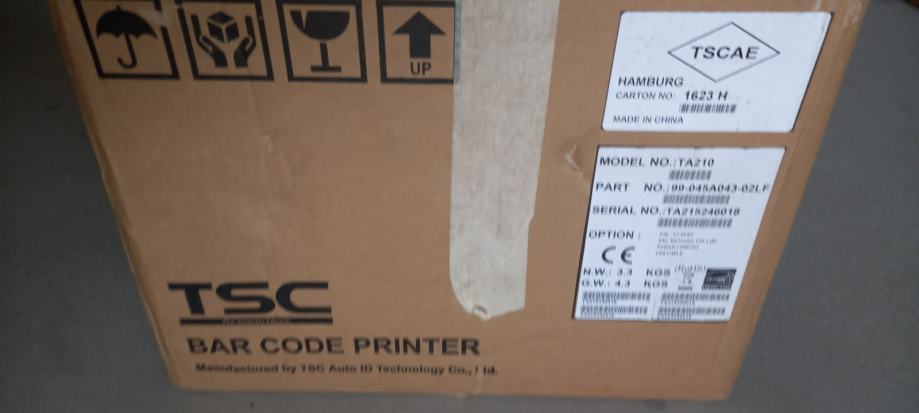 UP
TSCAE
HAMBURG
CARTON NO: 1623 H
MADE IN CHINA
MODEL NO.:TA210
PART NO.:99-045A043-02LF
SERIAL NO.:TA215246018
OPTION :
CE
N.W.: 3.3 KGS (RoHS)
G.W.: 4.3 KGS
TSC
BAR CODE PRINTER
Manufactured by TSC Auto ID Technology Co., Ltd.